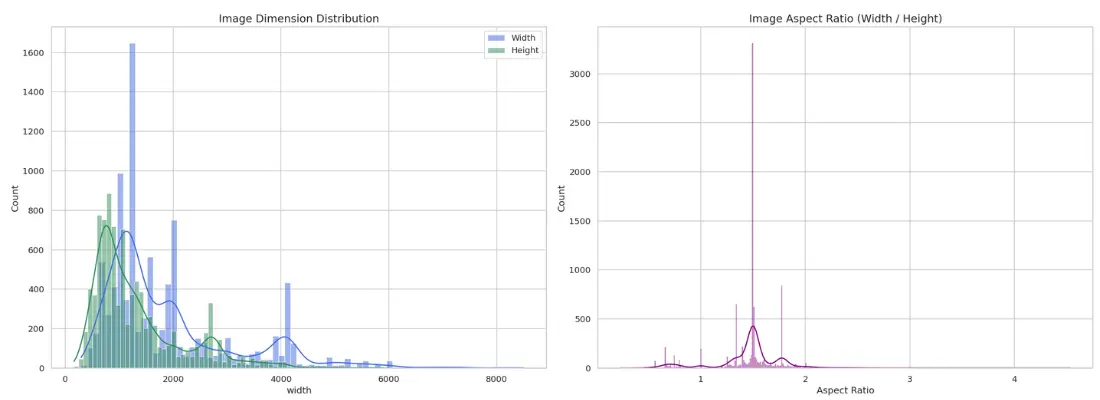 Image Dimension Distribution
Width
Height
1600
1400
1200
1000
800
600
400
200
0
Count
0 2000 4000 6000 8000
width
Image Aspect Ratio (Width / Height)
3000
2500
2000
1500
1000
500
0
Count
1 2 3 4
Aspect Ratio